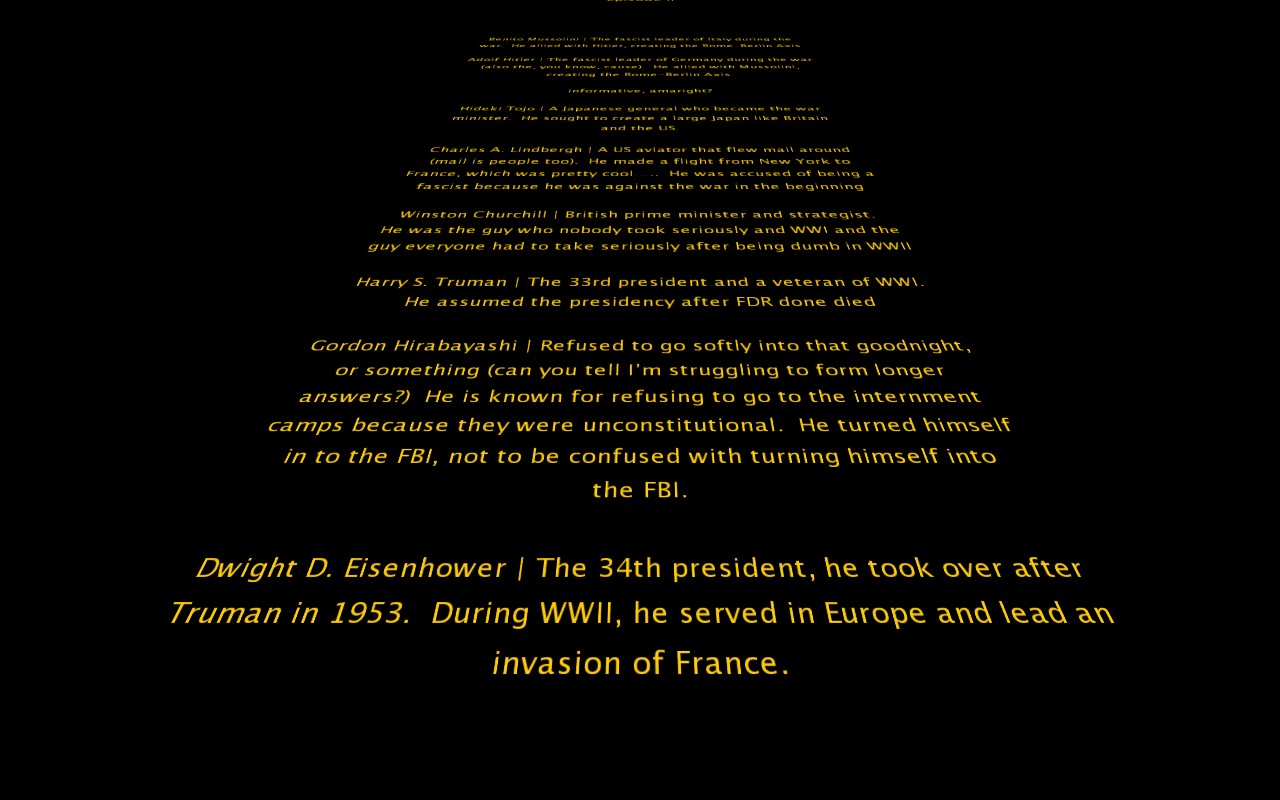 Episode II
Benito Mussolini | The fascist leader of Italy during the
war.  He allied with Hitler, creating the Rome-Berlin Axis
Adolf Hitler | The fascist leader of Germany during the war
(also the, you know, cause).  He allied with Mussolini,
creating the Rome-Berlin Axis
informative, amaright?
Hideki Tojo | A Japanese general who became the war
minister.  He sought to create a large Japan like Britain
and the US.
Charles A. Lindbergh | A US aviator that flew mail around
(mail is people too).  He made a flight from New York to
France, which was pretty cool.....  He was accused of being a
fascist because he was against the war in the beginning
Winston Churchill | British prime minister and strategist.
He was the guy who nobody took seriously and WWI and the
guy everyone had to take seriously after being dumb in WWII
Harry S. Truman | The 33rd president and a veteran of WWI.
He assumed the presidency after FDR done died
Gordon Hirabayashi | Refused to go softly into that goodnight,
or something (can you tell I'm struggling to form longer
answers?)  He is known for refusing to go to the internment
camps because they were unconstitutional.  He turned himself
in to the FBI, not to be confused with turning himself into
the FBI.
Dwight D. Eisenhower | The 34th president, he took over after
Truman in 1953.  During WWII, he served in Europe and lead an
invasion of France.